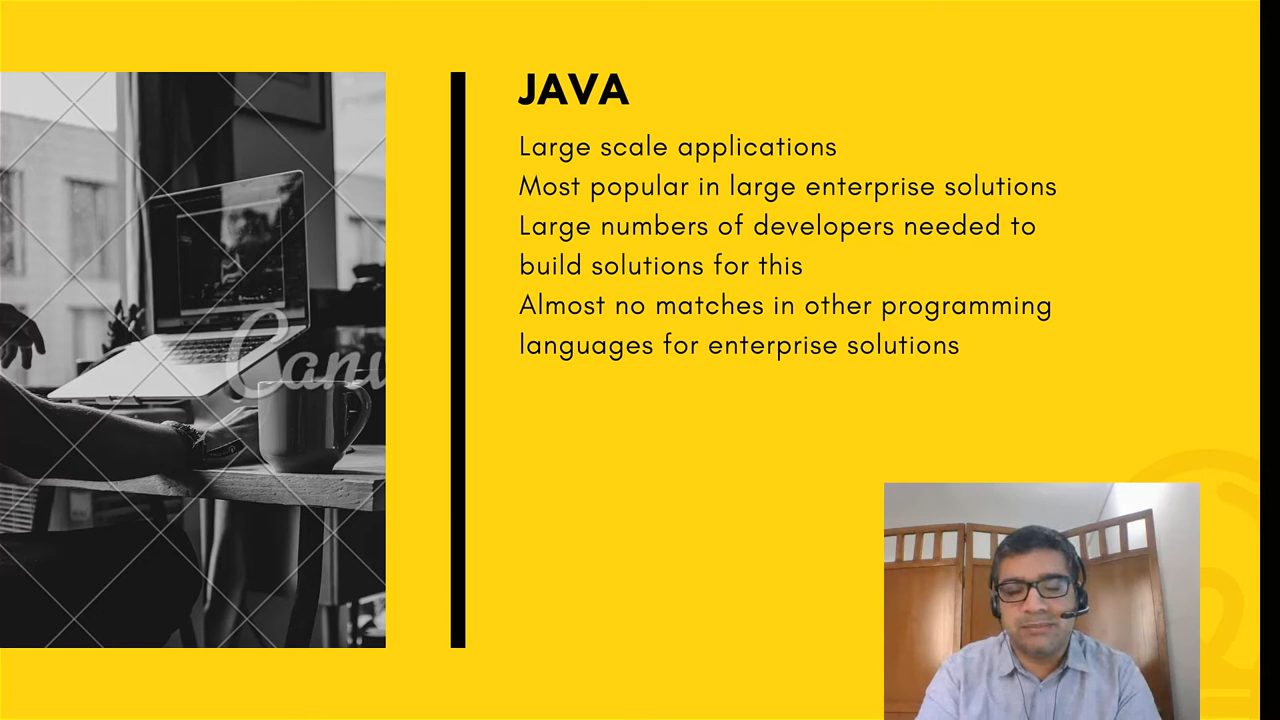 JAVA
Large scale applications
Most popular in large enterprise solutions
Large numbers of developers needed to
build solutions for this
Almost no matches in other programming
languages for enterprise solutions
Canv